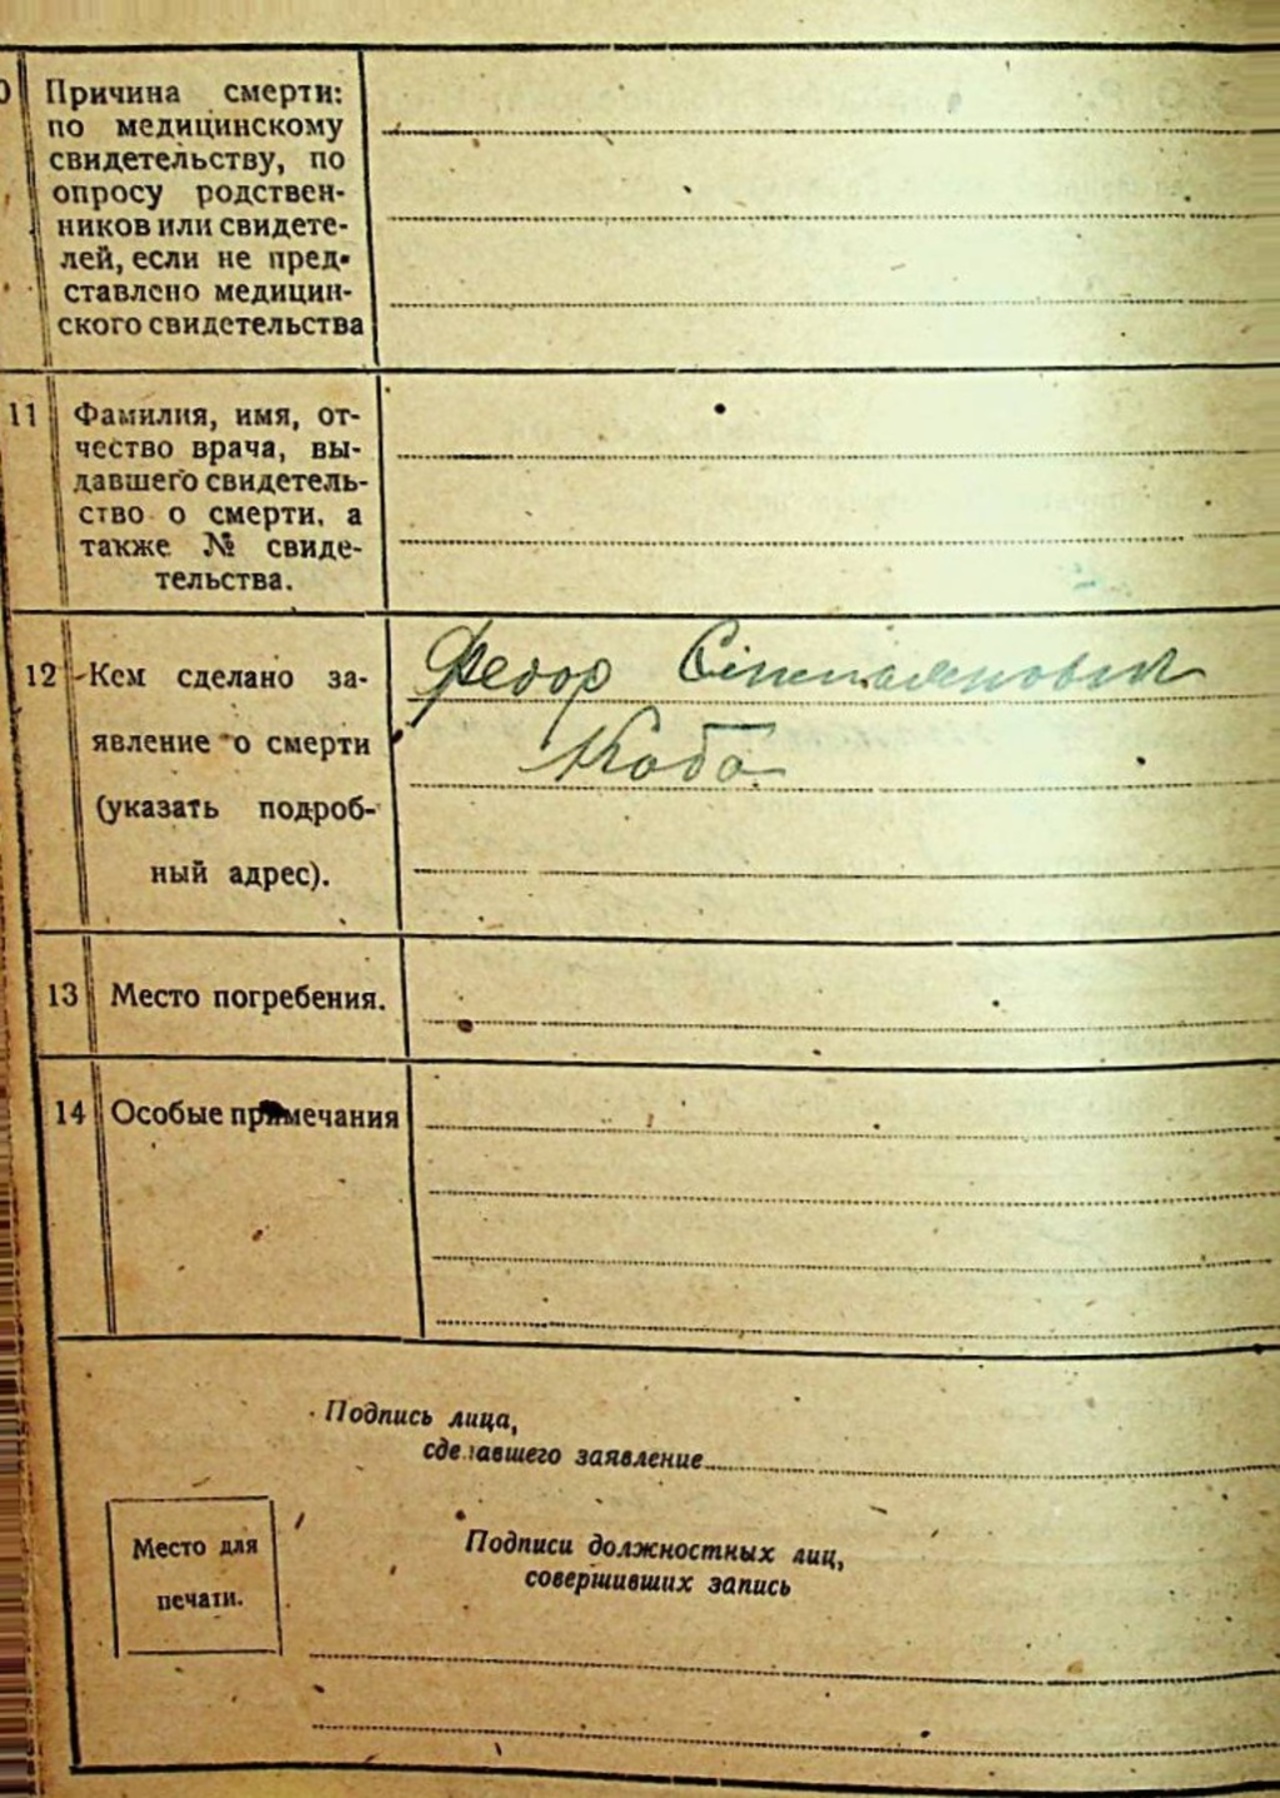 Причина смерти:
по медицинскому
свидетельству, по
опросу родствен-
ников или свидете-
лей, если не пред-
ставлено медицин-
ского свидетельства
11 Фамилия, имя, от-
чество врача, вы-
давшего свидетель-
ство о смерти, а
также № свиде-
тельства.
12 Кем сделано за-
явление о смерти
(указать подроб-
ный адрес).
Федор
Коба
13 Место погребения.
14 Особые примечания
Подпись лица,
сделавшего заявление
Место для
печати.
Подписи должностных лиц,
совершивших запись